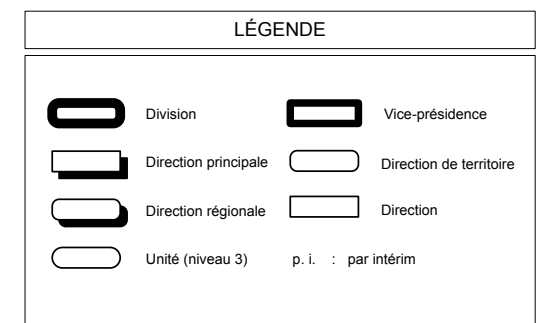 LÉGENDE
Division
Vice-présidence
Direction principale
Direction de territoire
Direction régionale
Direction
Unité (niveau 3)
p. i. : par intérim